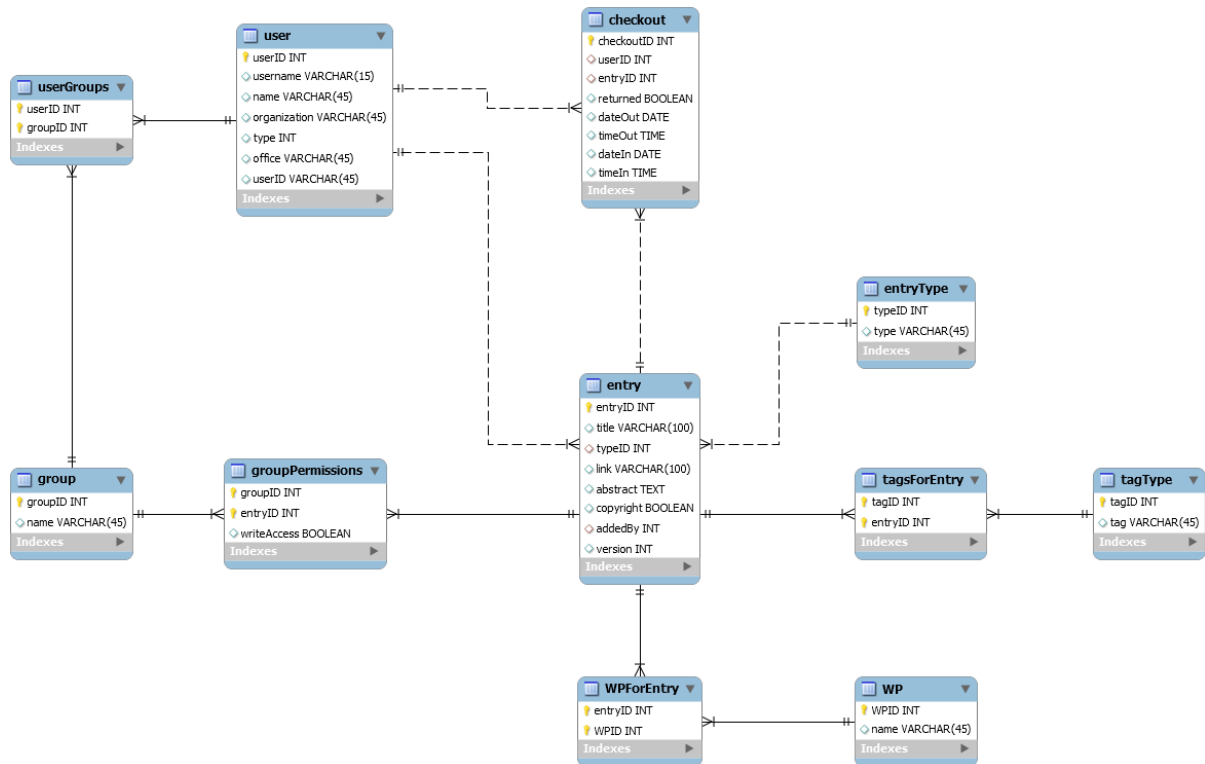 user
userID INT
username VARCHAR(15)
name VARCHAR(45)
organization VARCHAR(45)
type INT
office VARCHAR(45)
userID VARCHAR(45)
Indexes
checkout
checkoutID INT
userID INT
entryID INT
returned BOOLEAN
dateOut DATE
timeOut TIME
dateIn DATE
timeIn TIME
Indexes
userGroups
userID INT
groupID INT
Indexes
entryType
typeID INT
type VARCHAR(45)
Indexes
entry
entryID INT
title VARCHAR(100)
typeID INT
link VARCHAR(100)
abstract TEXT
copyright BOOLEAN
addedBy INT
version INT
Indexes
group
groupID INT
name VARCHAR(45)
Indexes
groupPermissions
groupID INT
entryID INT
writeAccess BOOLEAN
Indexes
tagsForEntry
tagID INT
entryID INT
Indexes
tagType
tagID INT
tag VARCHAR(45)
Indexes
WPForEntry
entryID INT
WPID INT
Indexes
WP
WPID INT
name VARCHAR(45)
Indexes